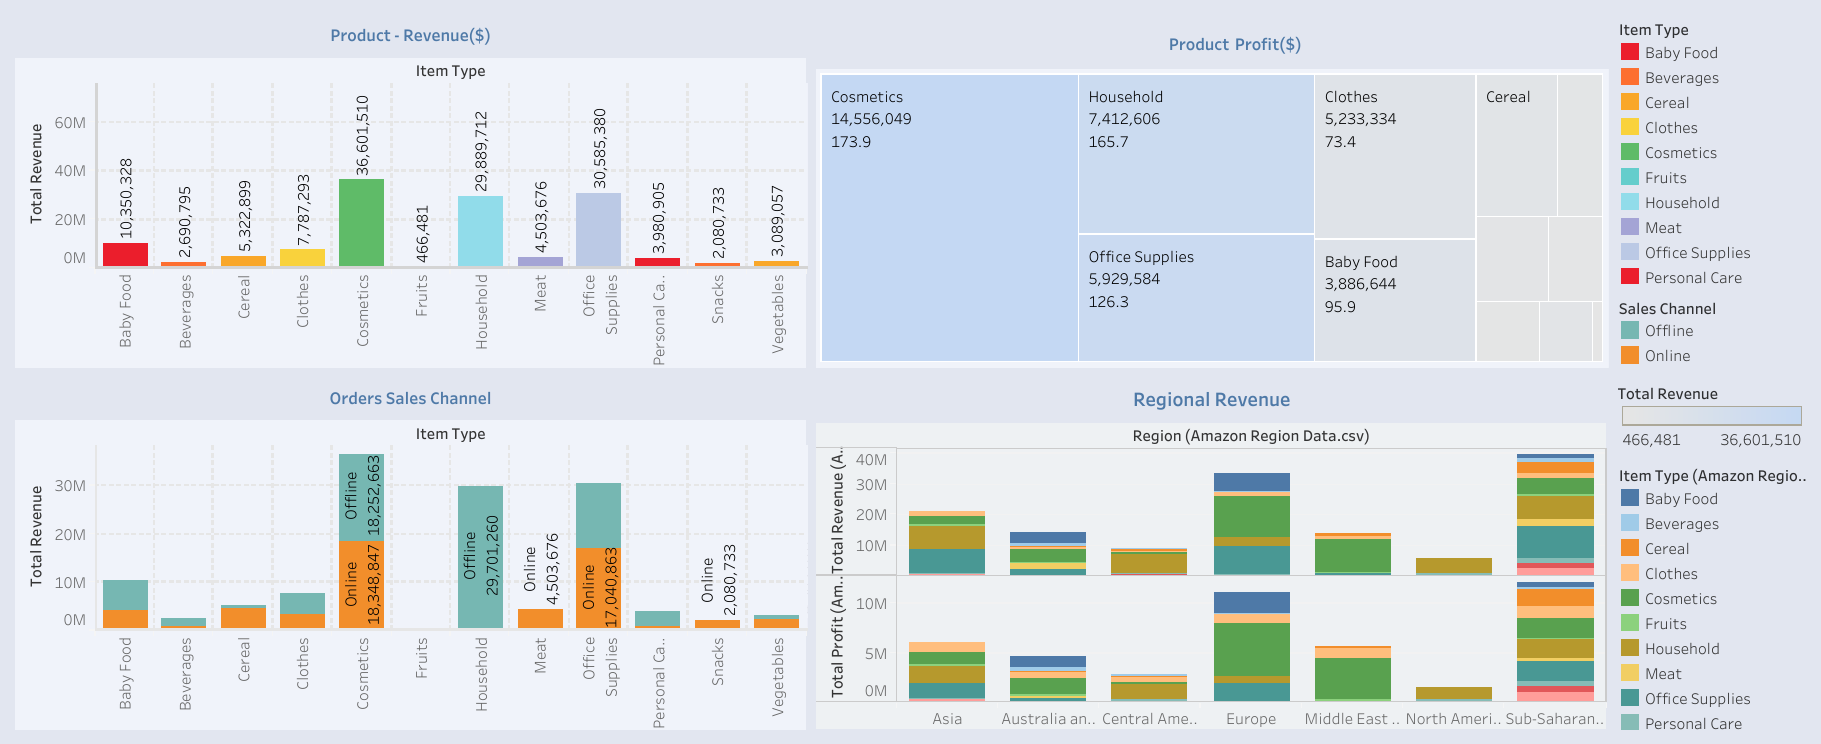 Product - Revenue($)
Item Type
Total Revenue
60M
40M
20M
0M
10,350,328
2,690,795
5,322,899
7,787,293
36,601,510
466,481
29,889,712
4,503,676
30,585,380
3,980,905
2,080,733
3,089,057
Baby Food
Beverages
Cereal
Clothes
Cosmetics
Fruits
Household
Meat
Office
Supplies
Personal Ca..
Snacks
Vegetables
Product Profit($)
Cosmetics
14,556,049
173.9
Household
7,412,606
165.7
Office Supplies
5,929,584
126.3
Clothes
5,233,334
73.4
Baby Food
3,886,644
95.9
Cereal
Item Type
Baby Food
Beverages
Cereal
Clothes
Cosmetics
Fruits
Household
Meat
Office Supplies
Personal Care
Sales Channel
Offline
Online
Orders Sales Channel
Item Type
Total Revenue
30M
20M
10M
0M
Offline
18,252,663
Online
18,348,847
Offline
29,701,260
Online
4,503,676
Online
17,040,863
Online
2,080,733
Baby Food
Beverages
Cereal
Clothes
Cosmetics
Fruits
Household
Meat
Office
Supplies
Personal Ca..
Snacks
Vegetables
Regional Revenue
Region (Amazon Region Data.csv)
Total Revenue (A..
40M
30M
20M
10M
Total Profit (Am..
10M
5M
0M
Asia
Australia an..
Central Ame..
Europe
Middle East ..
North Ameri..
Sub-Saharan..
Total Revenue
466,481
36,601,510
Item Type (Amazon Regio..
Baby Food
Beverages
Cereal
Clothes
Cosmetics
Fruits
Household
Meat
Office Supplies
Personal Care